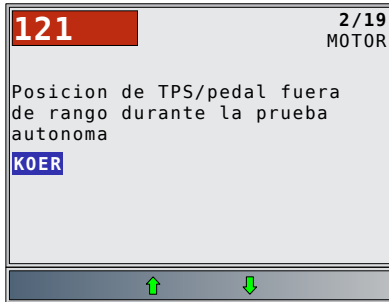 121
2/19
MOTOR
Posicion de TPS/pedal fuera
de rango durante la prueba
autonoma
KOER